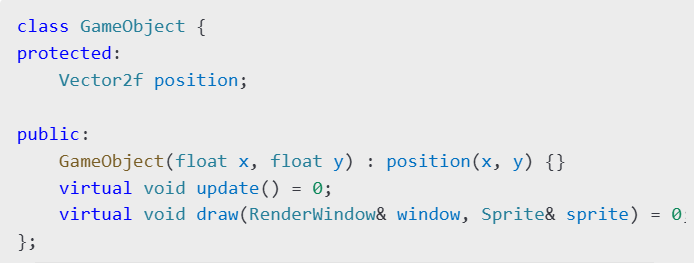 class GameObject {
protected:
    Vector2f position;

public:
    GameObject(float x, float y) : position(x, y) {}
    virtual void update() = 0;
    virtual void draw(RenderWindow& window, Sprite& sprite) = 0;
};